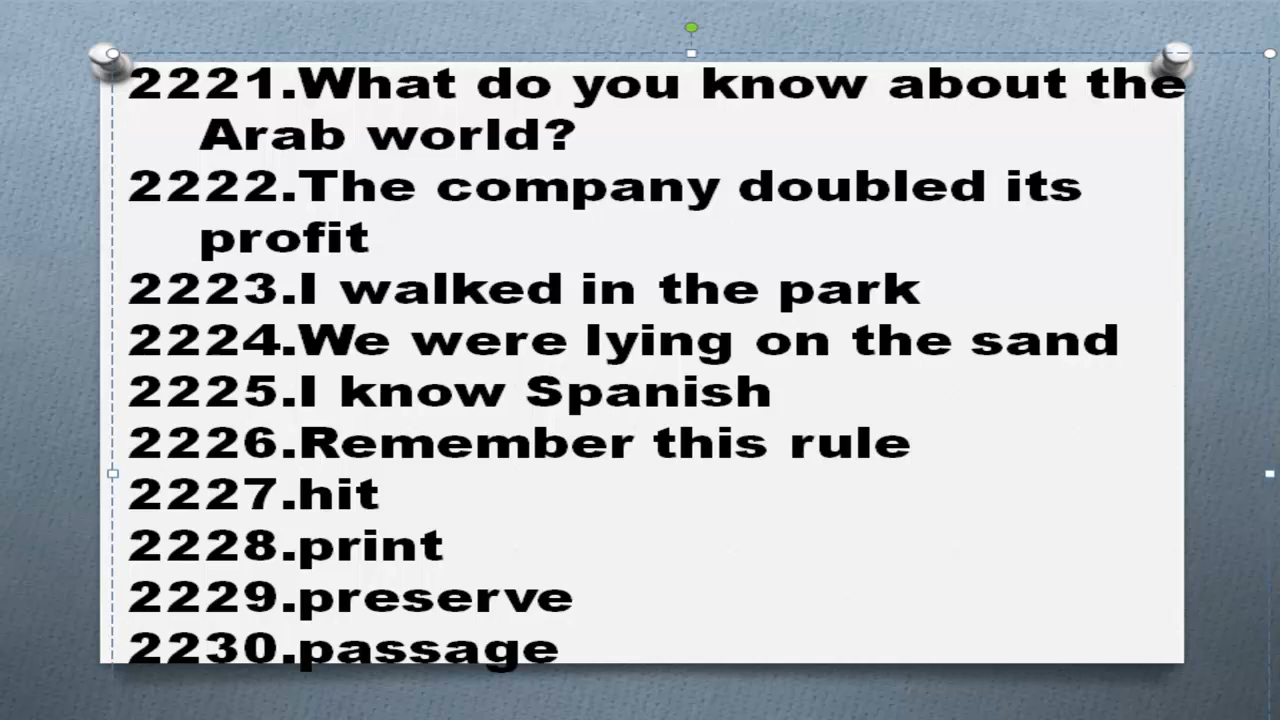 2221.What do you know about the
Arab world?
2222.The company doubled its
profit
2223.I walked in the park
2224.We were lying on the sand
2225.I know Spanish
2226.Remember this rule
2227.hit
2228.print
2229.preserve
2230.passage